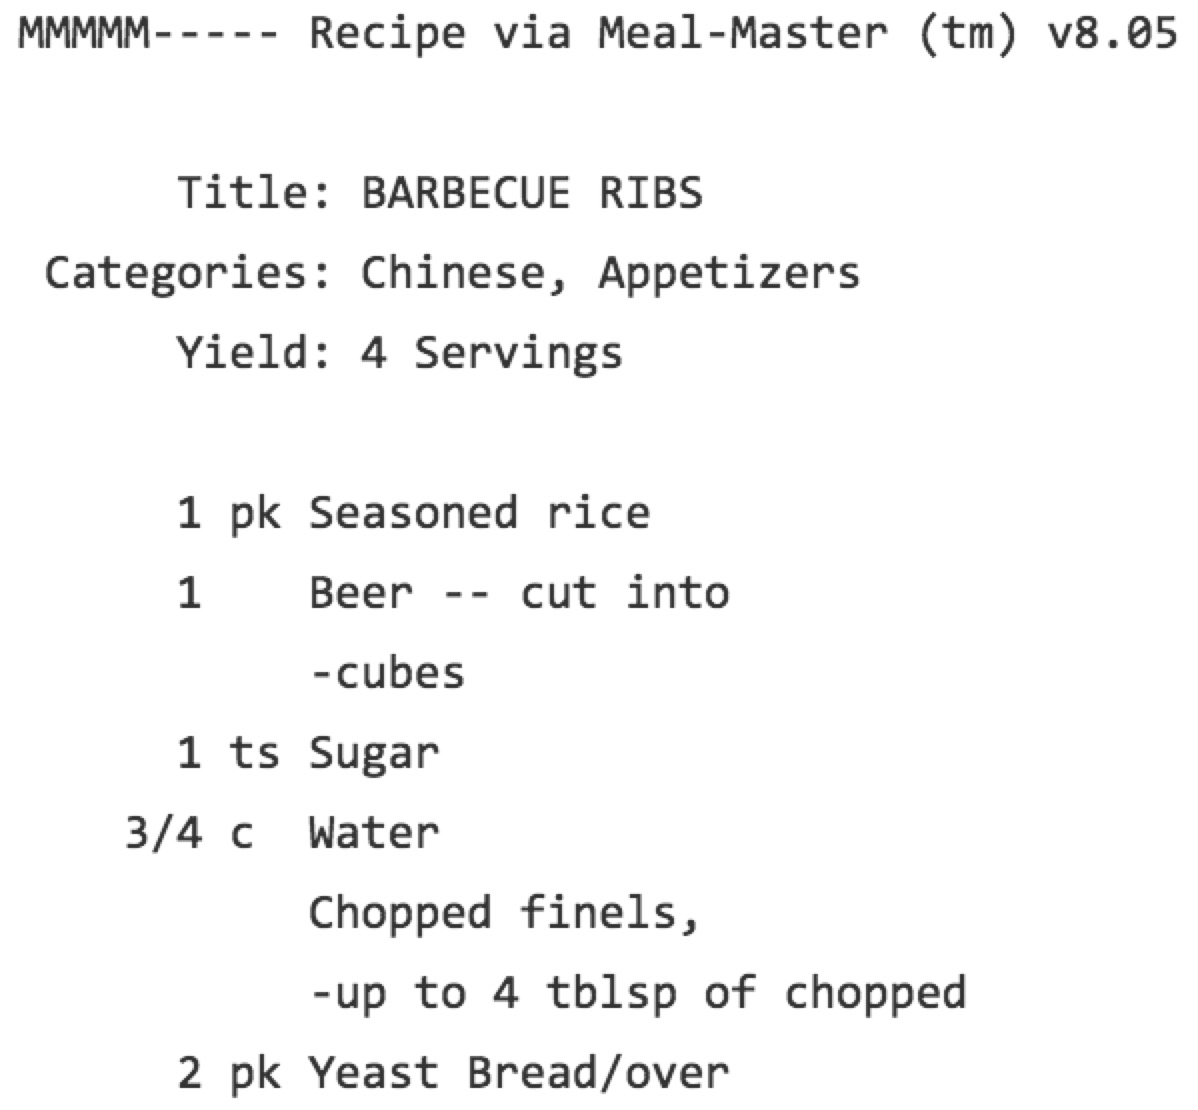 MMMMM----- Recipe via Meal-Master (tm) v8.05
Title: BARBECUE RIBS
Categories: Chinese, Appetizers
Yield: 4 Servings
1 pk Seasoned rice
1    Beer -- cut into
-cubes
1 ts Sugar
3/4 c  Water
Chopped finels,
-up to 4 tblsp of chopped
2 pk Yeast Bread/over